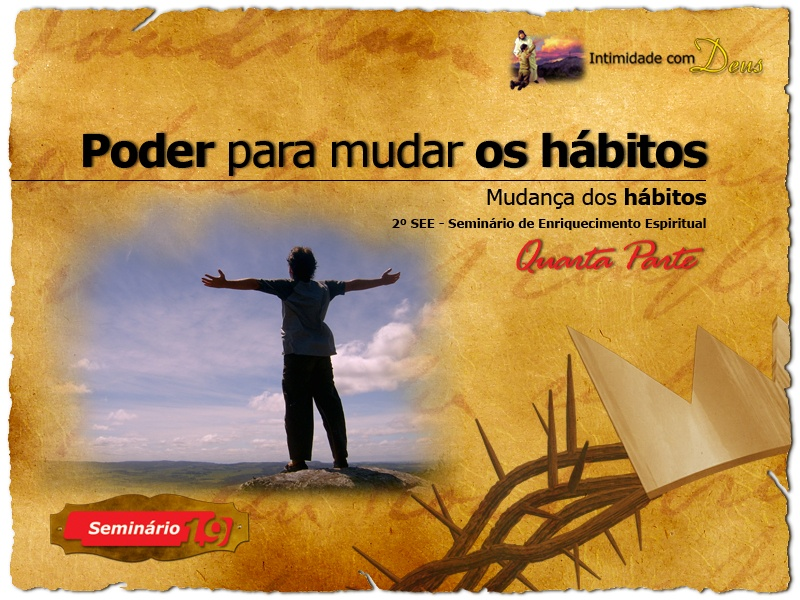 Intimidade com Deus
Poder para mudar os hábitos
Mudança dos hábitos
2º SEE - Seminário de Enriquecimento Espiritual
Quarta Parte
Seminário 19